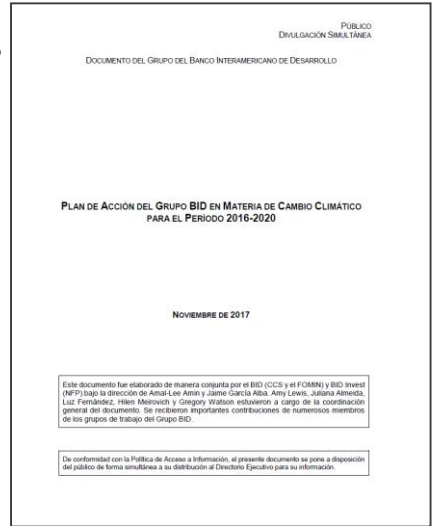 PÚBLICO
DIVULGACIÓN SIMULTÁNEA
DOCUMENTO DEL GRUPO DEL BANCO INTERAMERICANO DE DESARROLLO
PLAN DE ACCIÓN DEL GRUPO BID EN MATERIA DE CAMBIO CLIMÁTICO
PARA EL PERÍODO 2016-2020
NOVIEMBRE DE 2017
Este documento fue elaborado de manera conjunta por el BID (CCS y el FOMIN) y BID Invest
(NFP) bajo la dirección de Amal-Lee Amin y Jaime García Alba. Amy Lewis, Juliana Almeida,
Luz Fernández, Hilen Meirovich y Gregory Watson estuvieron a cargo de la coordinación
general del documento. Se recibieron importantes contribuciones de numerosos miembros
de los grupos de trabajo del Grupo BID.
De conformidad con la Política de Acceso a Información, el presente documento se pone a disposición
del público de forma simultánea a su distribución al Directorio Ejecutivo para su información.